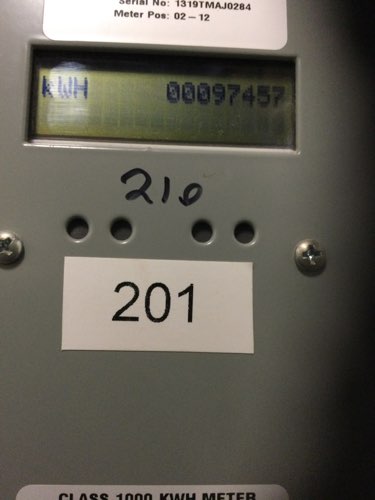 Serial No: 1319TMAJ0284
Meter Pos: 02-12
kWH 00097457
210
201
CLASS 1000 KWH METER